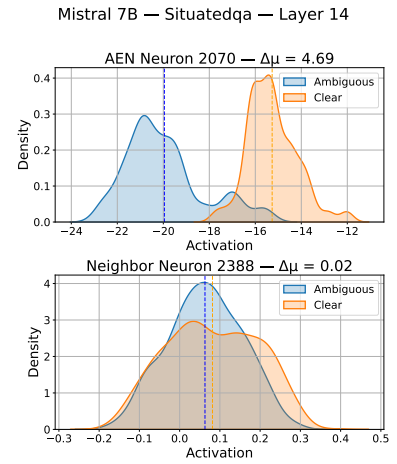 Mistral 7B — Situatedqa — Layer 14
AEN Neuron 2070 — Δμ = 4.69
Ambiguous
Clear
Density
0.4
0.3
0.2
0.1
0.0
−24 −22 −20 −18 −16 −14 −12
Activation
Neighbor Neuron 2388 — Δμ = 0.02
Ambiguous
Clear
Density
4
3
2
1
0
−0.3 −0.2 −0.1 0.0 0.1 0.2 0.3 0.4 0.5
Activation